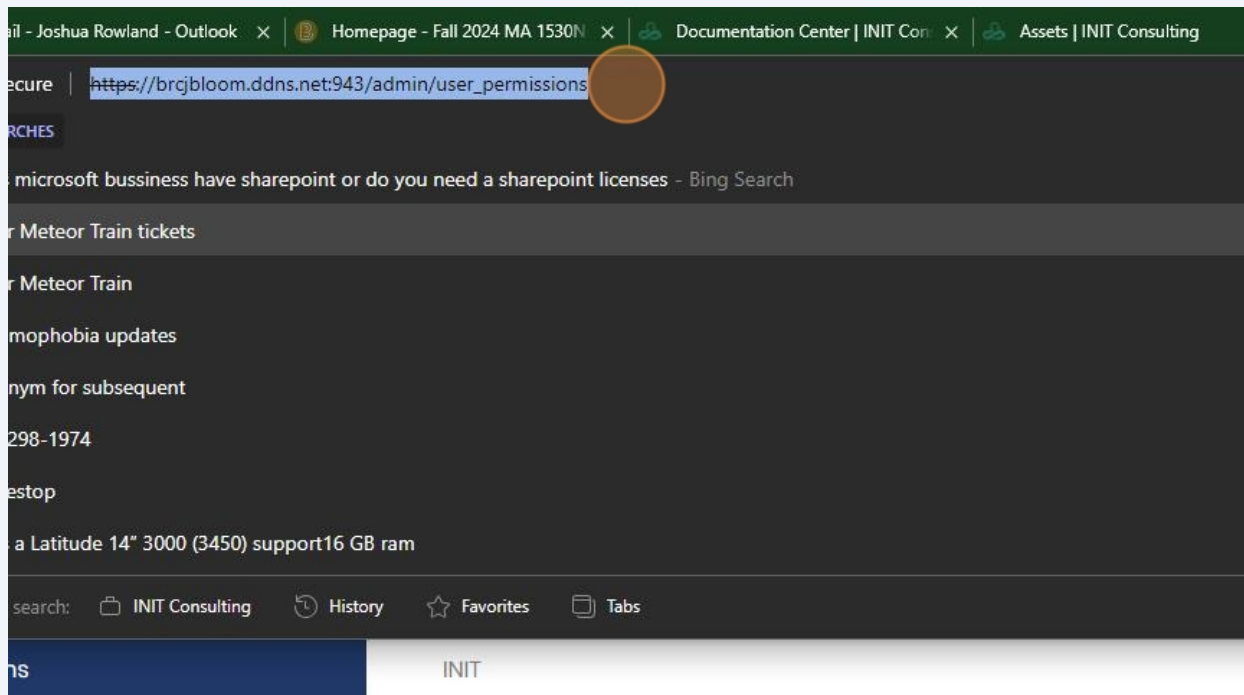 ail - Joshua Rowland - Outlook Homepage - Fall 2024 MA 1530N Documentation Center | INIT Con Assets | INIT Consulting
ecure https://brcjbloom.ddns.net:943/admin/user_permissions
RCHES
microsoft bussiness have sharepoint or do you need a sharepoint licenses - Bing Search
r Meteor Train tickets
r Meteor Train
mophobia updates
nym for subsequent
298-1974
estop
a Latitude 14" 3000 (3450) support16 GB ram
search: INIT Consulting History Favorites Tabs
ns INIT